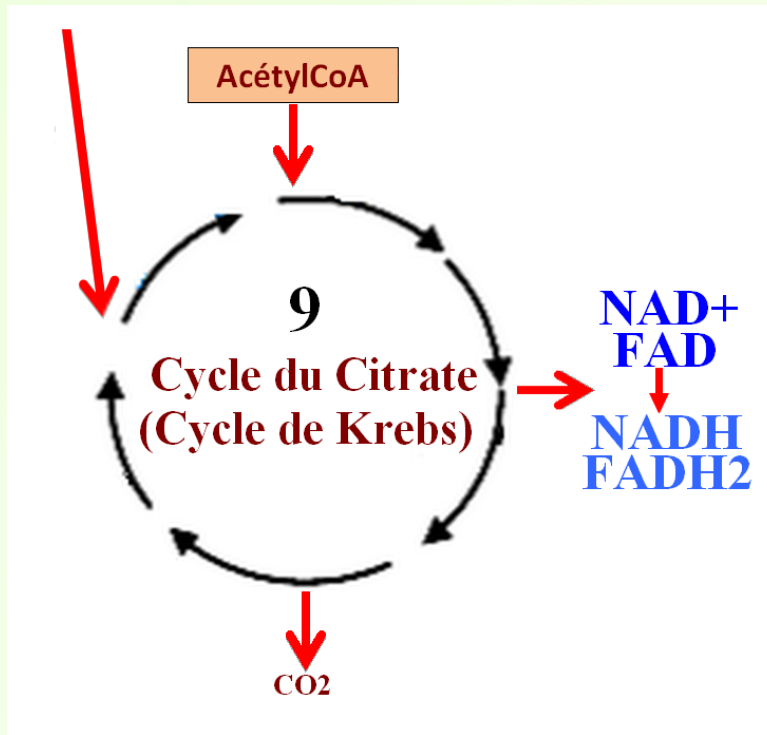 AcétylCoA
9
Cycle du Citrate
(Cycle de Krebs)
NAD+
FAD
NADH
FADH2
CO2